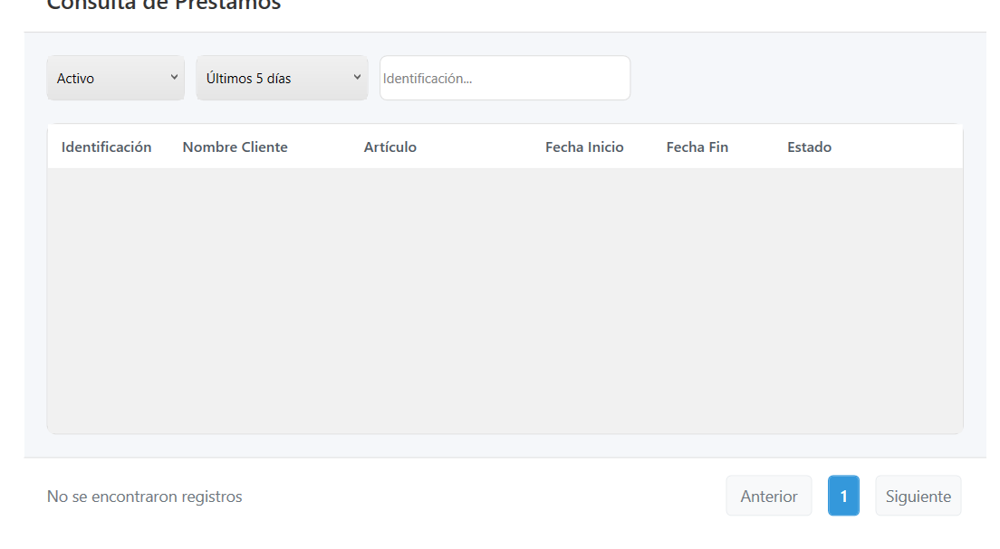 Consulta de Préstamos
Activo Últimos 5 días Identificación...
Identificación Nombre Cliente Artículo Fecha Inicio Fecha Fin Estado
No se encontraron registros Anterior 1 Siguiente